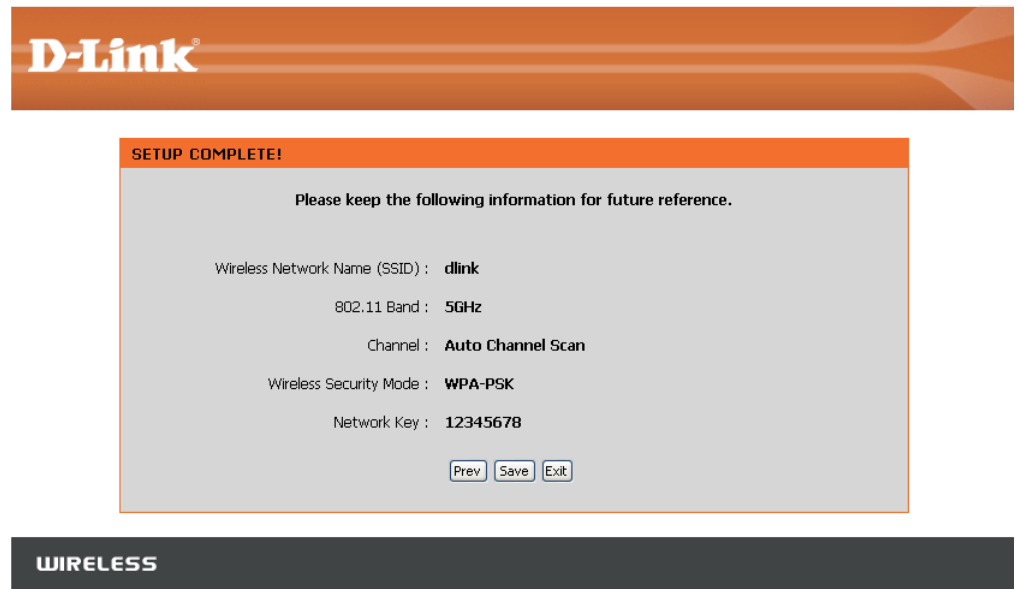 D-Link®
SETUP COMPLETE!
Please keep the following information for future reference.
Wireless Network Name (SSID) : dlink
802.11 Band : 5GHz
Channel : Auto Channel Scan
Wireless Security Mode : WPA-PSK
Network Key : 12345678
Prev Save Exit
WIRELESS